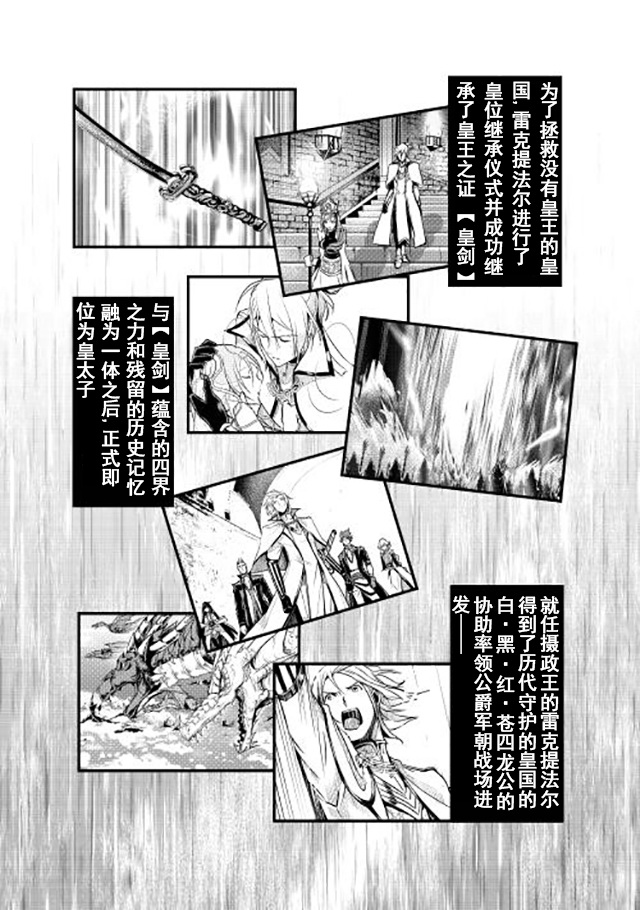 为了拯救没有皇王的皇
国，雷克提法尔进行了
皇位继承仪式并成功继
承了皇王之证【皇剑】
与【皇剑】蕴含的四界
之力和残留的历史记忆
融为一体之后，正式即
位为皇太子
就任摄政王的雷克提法尔
得到了历代守护的皇国的
白·黑·红·苍四龙公的
协助率领公爵军朝战场进
发——